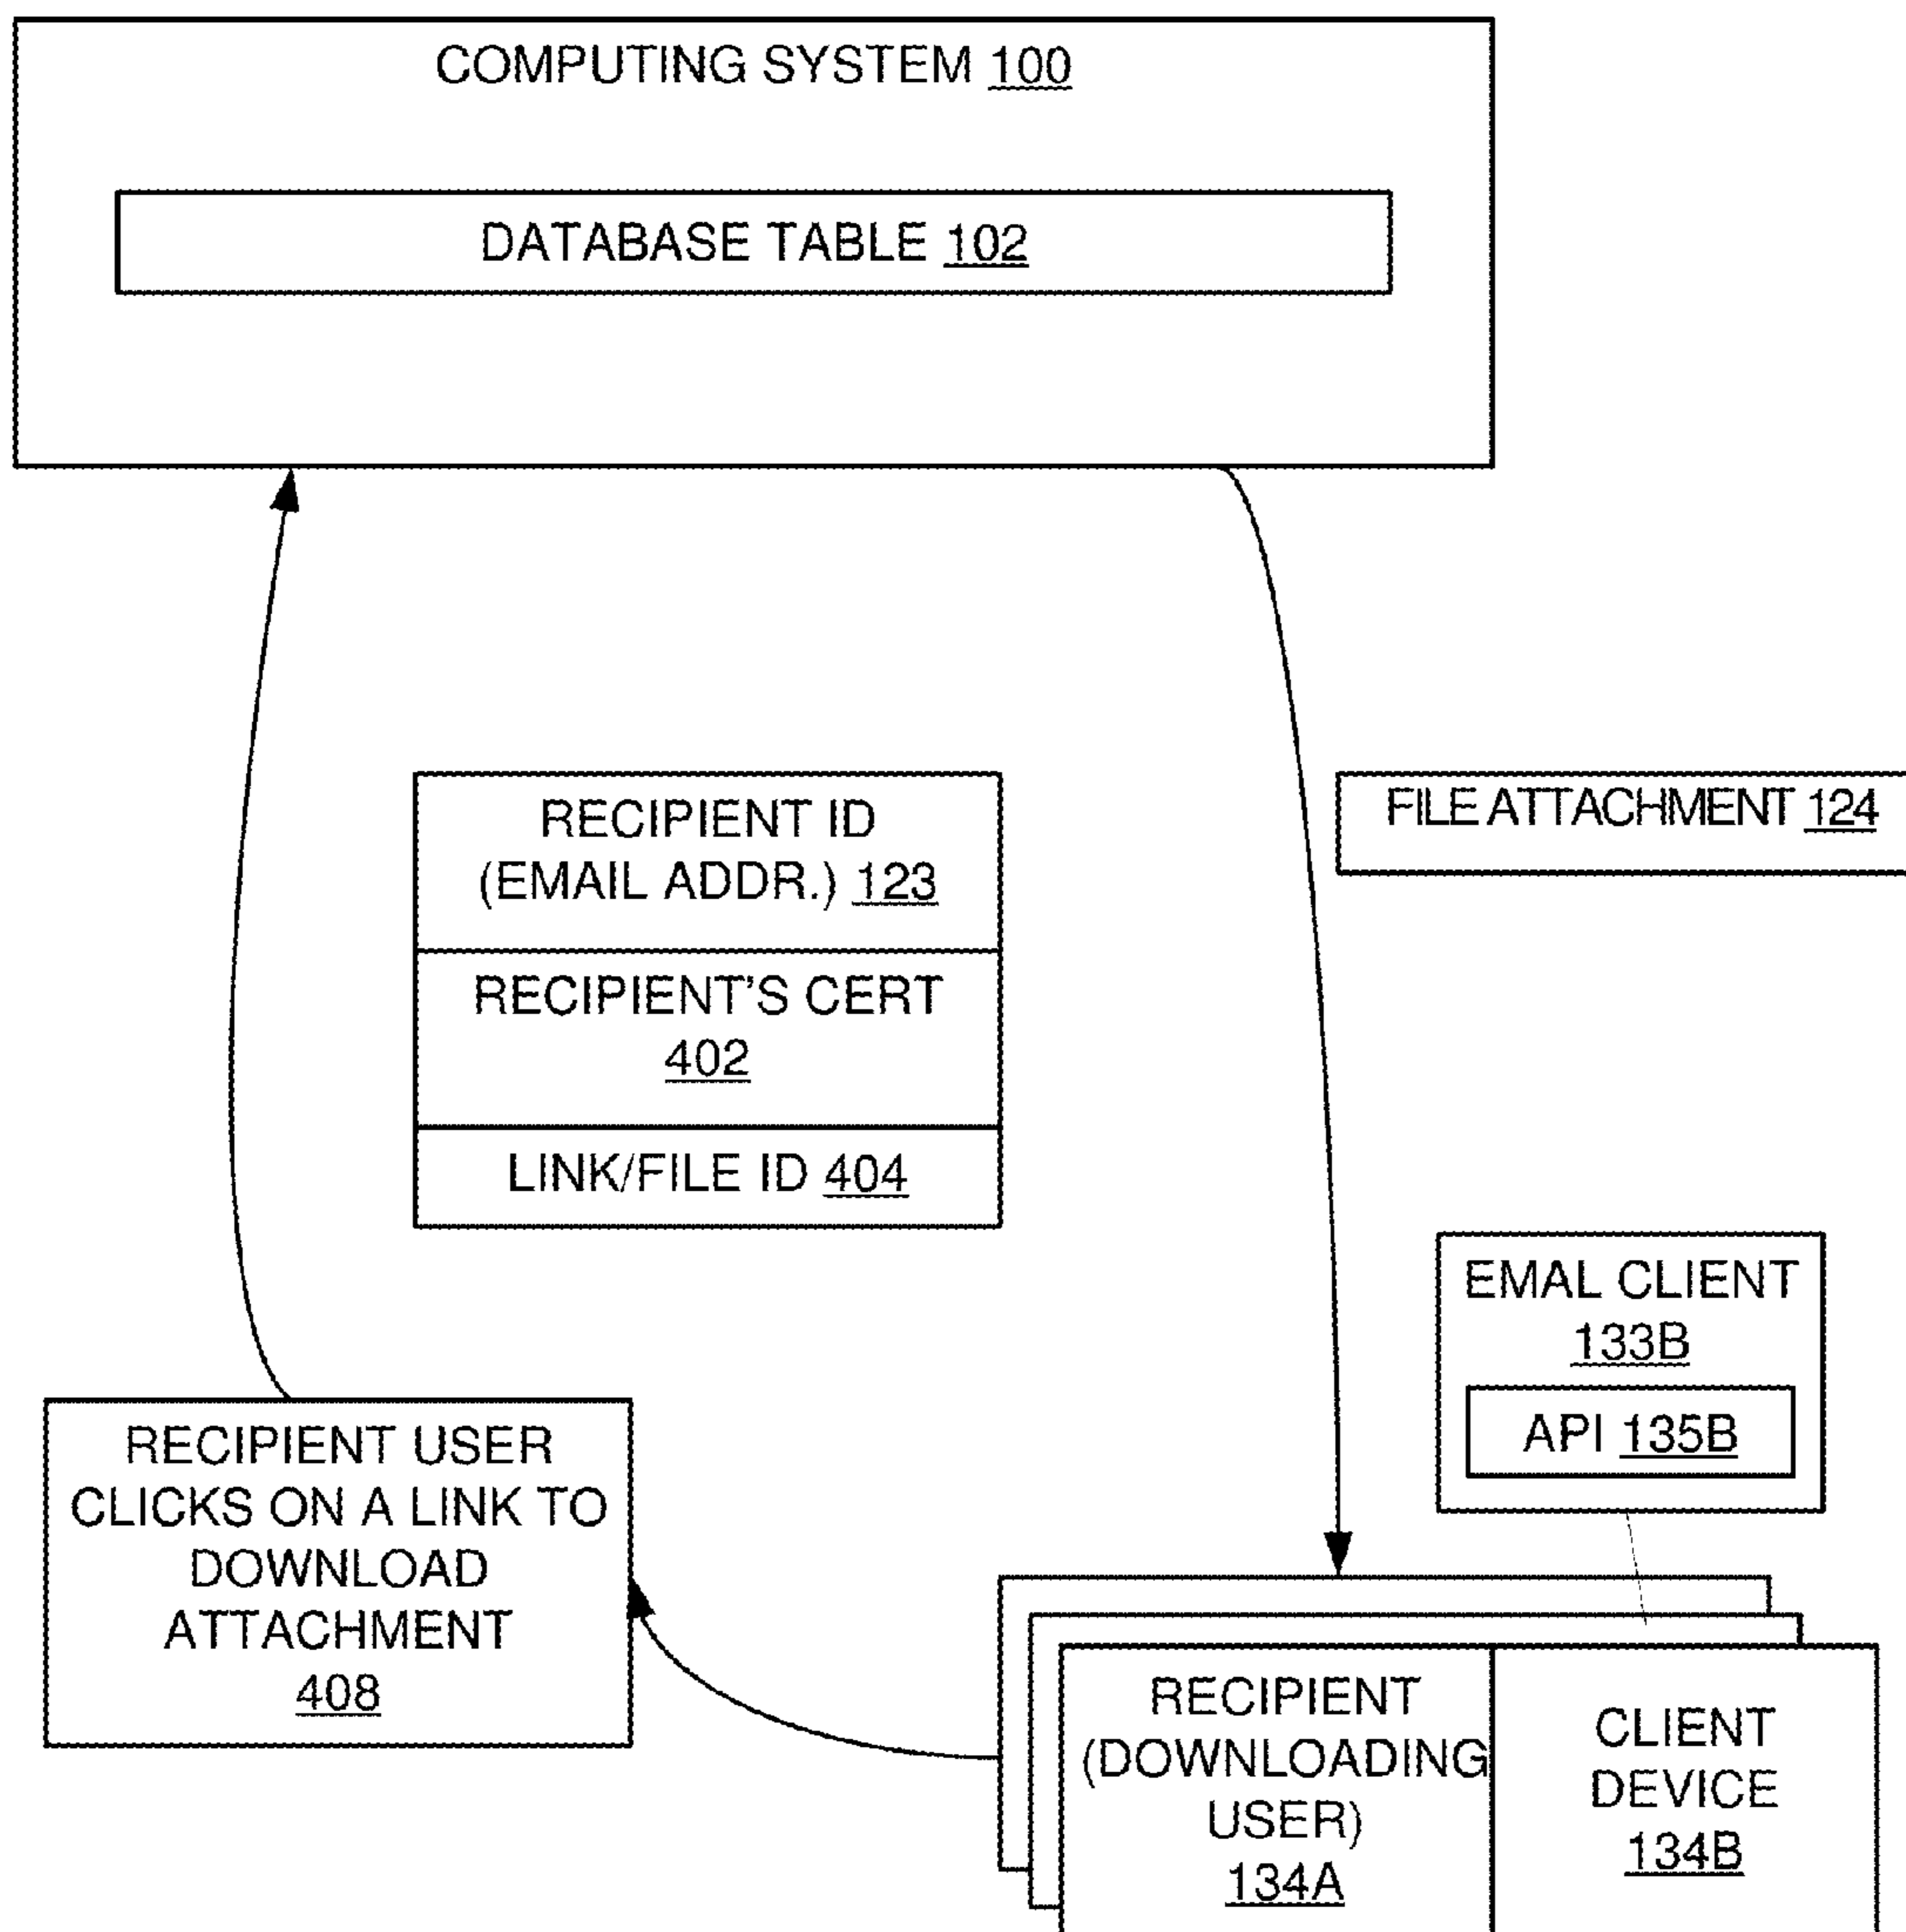 COMPUTING SYSTEM 100
DATABASE TABLE 102
RECIPIENT ID
(EMAIL ADDR.) 123
RECIPIENT'S CERT
402
LINK/FILE ID 404
FILE ATTACHMENT 124
EMAL CLIENT
133B
API 135B
RECIPIENT USER
CLICKS ON A LINK TO
DOWNLOAD
ATTACHMENT
408
RECIPIENT
(DOWNLOADING
USER)
134A
CLIENT
DEVICE
134B